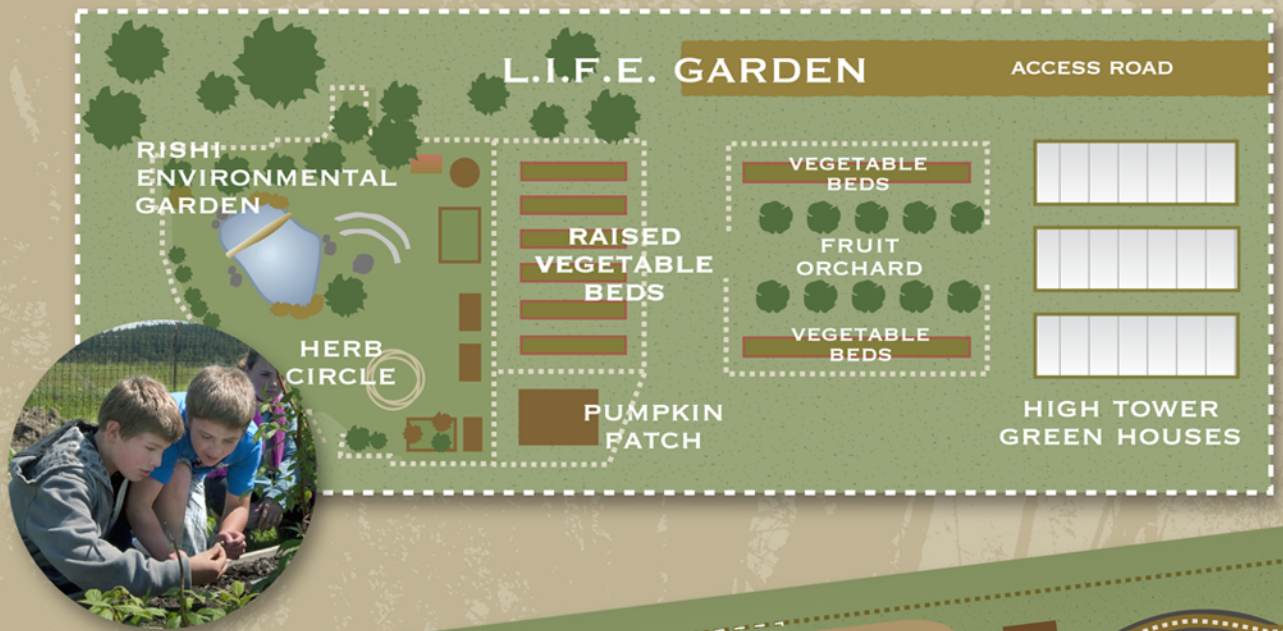 L.I.F.E. GARDEN
ACCESS ROAD
RISHI
ENVIRONMENTAL
GARDEN
RAISED
VEGETABLE
BEDS
VEGETABLE
BEDS
FRUIT
ORCHARD
VEGETABLE
BEDS
HERB
CIRCLE
PUMPKIN
PATCH
HIGH TOWER
GREEN HOUSES